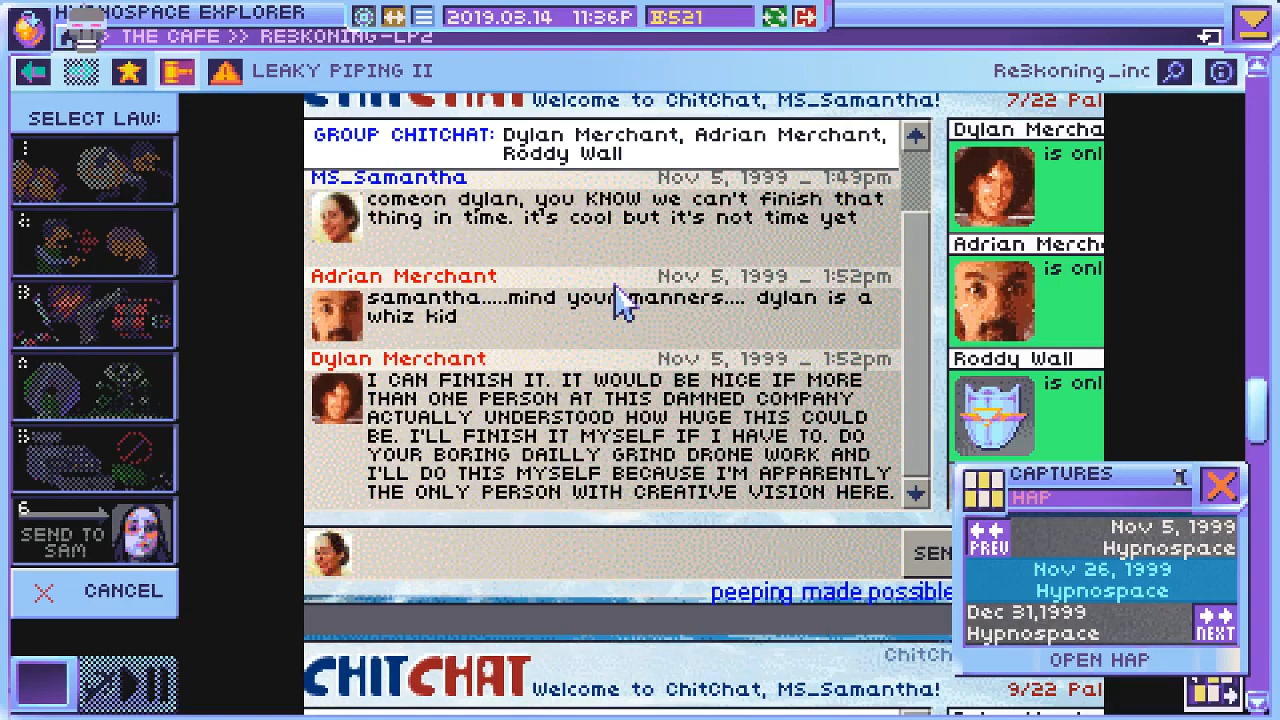 HYPNOSPACE EXPLORER
2019.03.14 11:36P
521
THE CAFE >> RE3KONING-LP2
LEAKY PIPING II
Re3koning_inc
SELECT LAW:
6
SEND TO
SAM
CANCEL
CHITCHAT Welcome to ChitChat, MS_Samantha!
7/22 Pal
GROUP CHITCHAT: Dylan Merchant, Adrian Merchant,
Roddy Wall
MS_Samantha Nov 5, 1999 _ 1:49pm
comeon dylan, you KNOW we can't finish that
thing in time. it's cool but it's not time yet
Adrian Merchant Nov 5, 1999 _ 1:52pm
samantha.....mind your manners.... dylan is a
whiz kid
Dylan Merchant Nov 5, 1999 _ 1:52pm
I CAN FINISH IT. IT WOULD BE NICE IF MORE
THAN ONE PERSON AT THIS DAMNED COMPANY
ACTUALLY UNDERSTOOD HOW HUGE THIS COULD
BE. I'LL FINISH IT MYSELF IF I HAVE TO. DO
YOUR BORING DAILLY GRIND DRONE WORK AND
I'LL DO THIS MYSELF BECAUSE I'M APPARENTLY
THE ONLY PERSON WITH CREATIVE VISION HERE.
SEN
peeping made possible
Dylan Mercha
is onl
Adrian Merch
is onl
Roddy Wall
is onl
CAPTURES
HAP
PREV
Nov 5, 1999
Hypnospace
Nov 26, 1999
Hypnospace
Dec 31,1999
Hypnospace
NEXT
OPEN HAP
ChitCh
CHITCHAT Welcome to ChitChat, MS_Samantha!
9/22 Pal